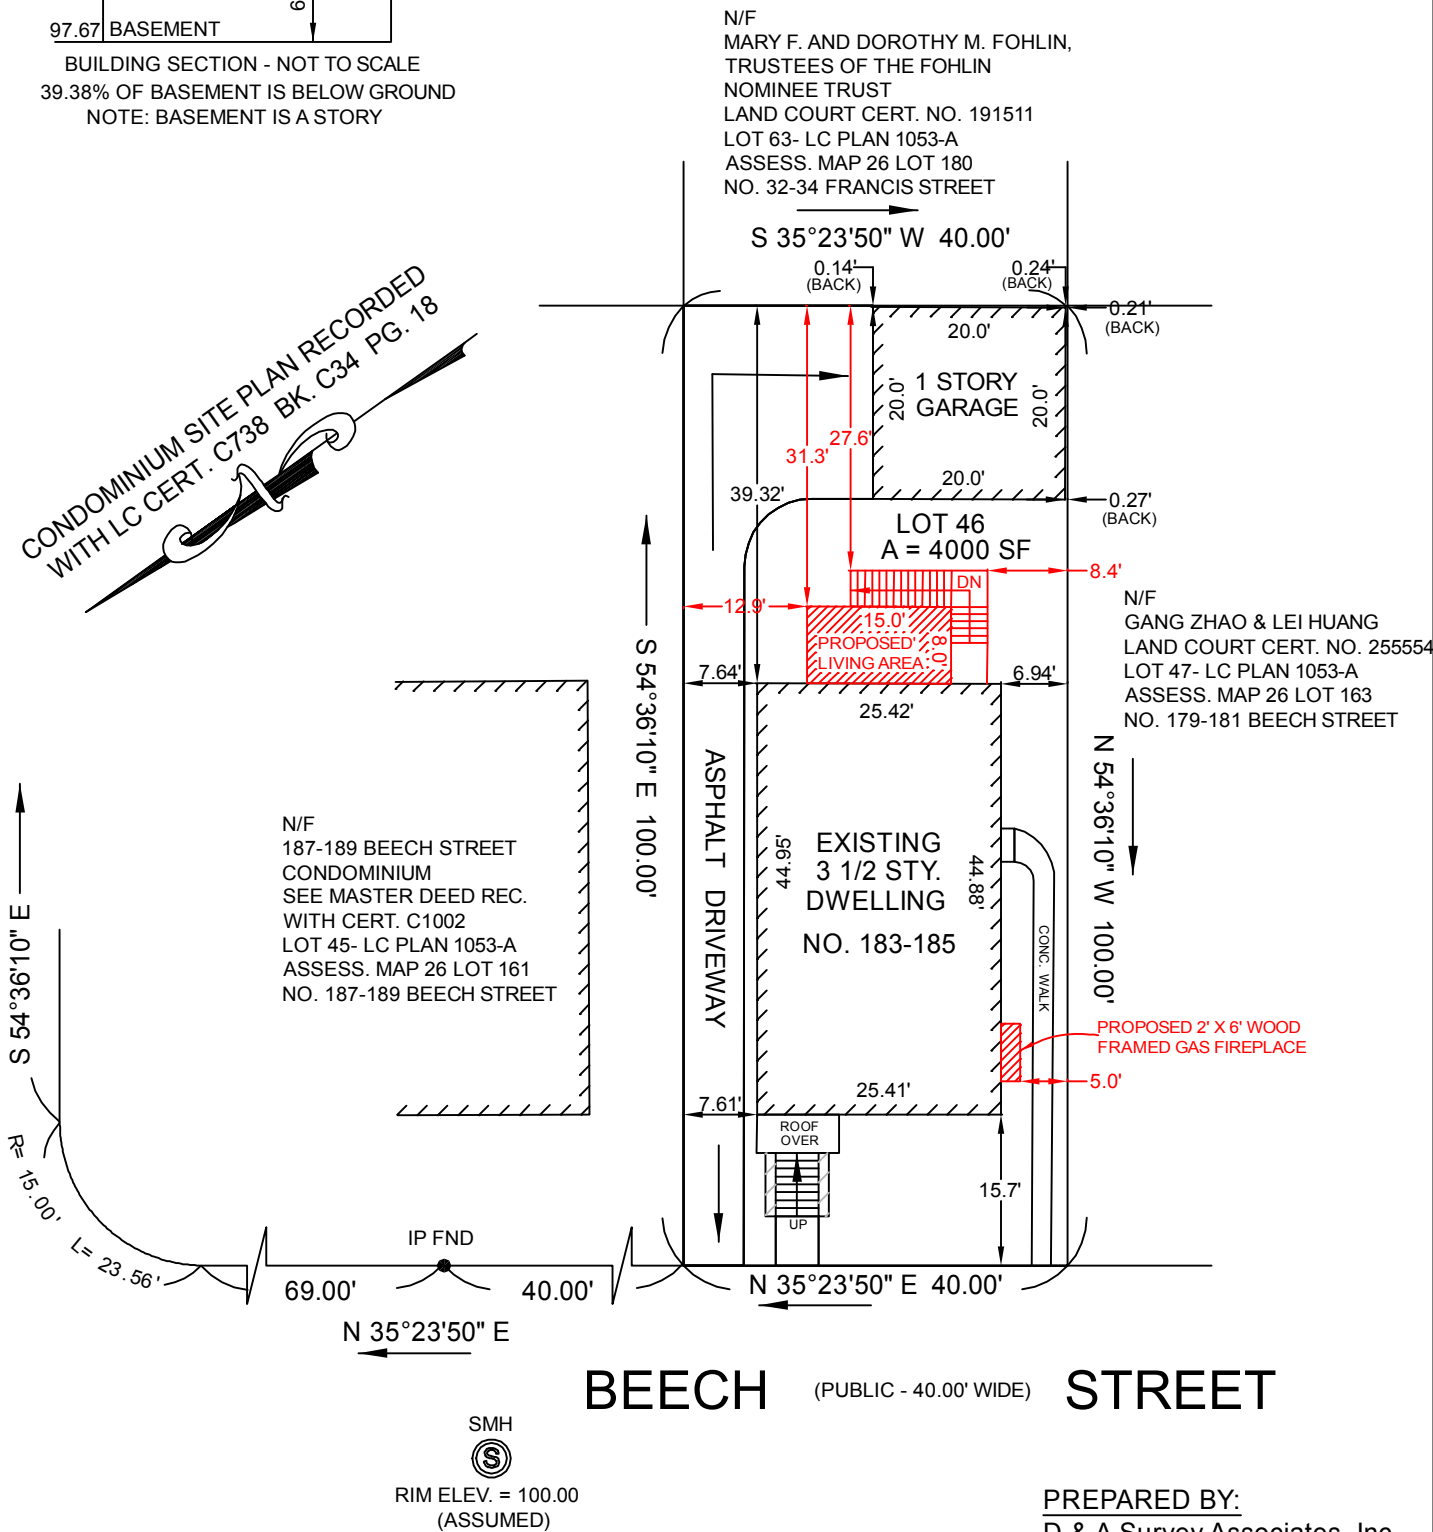 6
97.67 BASEMENT
BUILDING SECTION - NOT TO SCALE
39.38% OF BASEMENT IS BELOW GROUND
NOTE: BASEMENT IS A STORY
N/F
MARY F. AND DOROTHY M. FOHLIN,
TRUSTEES OF THE FOHLIN
NOMINEE TRUST
LAND COURT CERT. NO. 191511
LOT 63- LC PLAN 1053-A
ASSESS. MAP 26 LOT 180
NO. 32-34 FRANCIS STREET
S 35°23'50" W 40.00'
0.14'
(BACK)
0.24'
(BACK)
0.21'
(BACK)
CONDOMINIUM SITE PLAN RECORDED
WITH LC CERT. C738 BK. C34 PG. 18
20.0'
1 STORY
GARAGE
20.0'
20.0'
20.0'
27.6'
31.3'
39.32'
0.27'
(BACK)
LOT 46
A = 4000 SF
8.4'
DN
12.9'
15.0'
8.0'
PROPOSED'
LIVING AREA
N/F
GANG ZHAO & LEI HUANG
LAND COURT CERT. NO. 255554
LOT 47- LC PLAN 1053-A
ASSESS. MAP 26 LOT 163
NO. 179-181 BEECH STREET
7.64'
6.94'
25.42'
S 54°36'10" E 100.00'
ASPHALT DRIVEWAY
44.95'
EXISTING
3 1/2 STY.
DWELLING
NO. 183-185
44.88'
CONC. WALK
N 54°36'10" W 100.00'
N/F
187-189 BEECH STREET
CONDOMINIUM
SEE MASTER DEED REC.
WITH CERT. C1002
LOT 45- LC PLAN 1053-A
ASSESS. MAP 26 LOT 161
NO. 187-189 BEECH STREET
S 54°36'10" E
PROPOSED 2' X 6' WOOD
FRAMED GAS FIREPLACE
5.0'
25.41'
7.61'
ROOF
OVER
UP
15.7'
R= 15.00'
L= 23.56'
IP FND
69.00'
40.00'
N 35°23'50" E 40.00'
N 35°23'50" E
BEECH (PUBLIC - 40.00' WIDE) STREET
SMH
S
RIM ELEV. = 100.00
(ASSUMED)
PREPARED BY:
D & A Survey Associates, Inc.